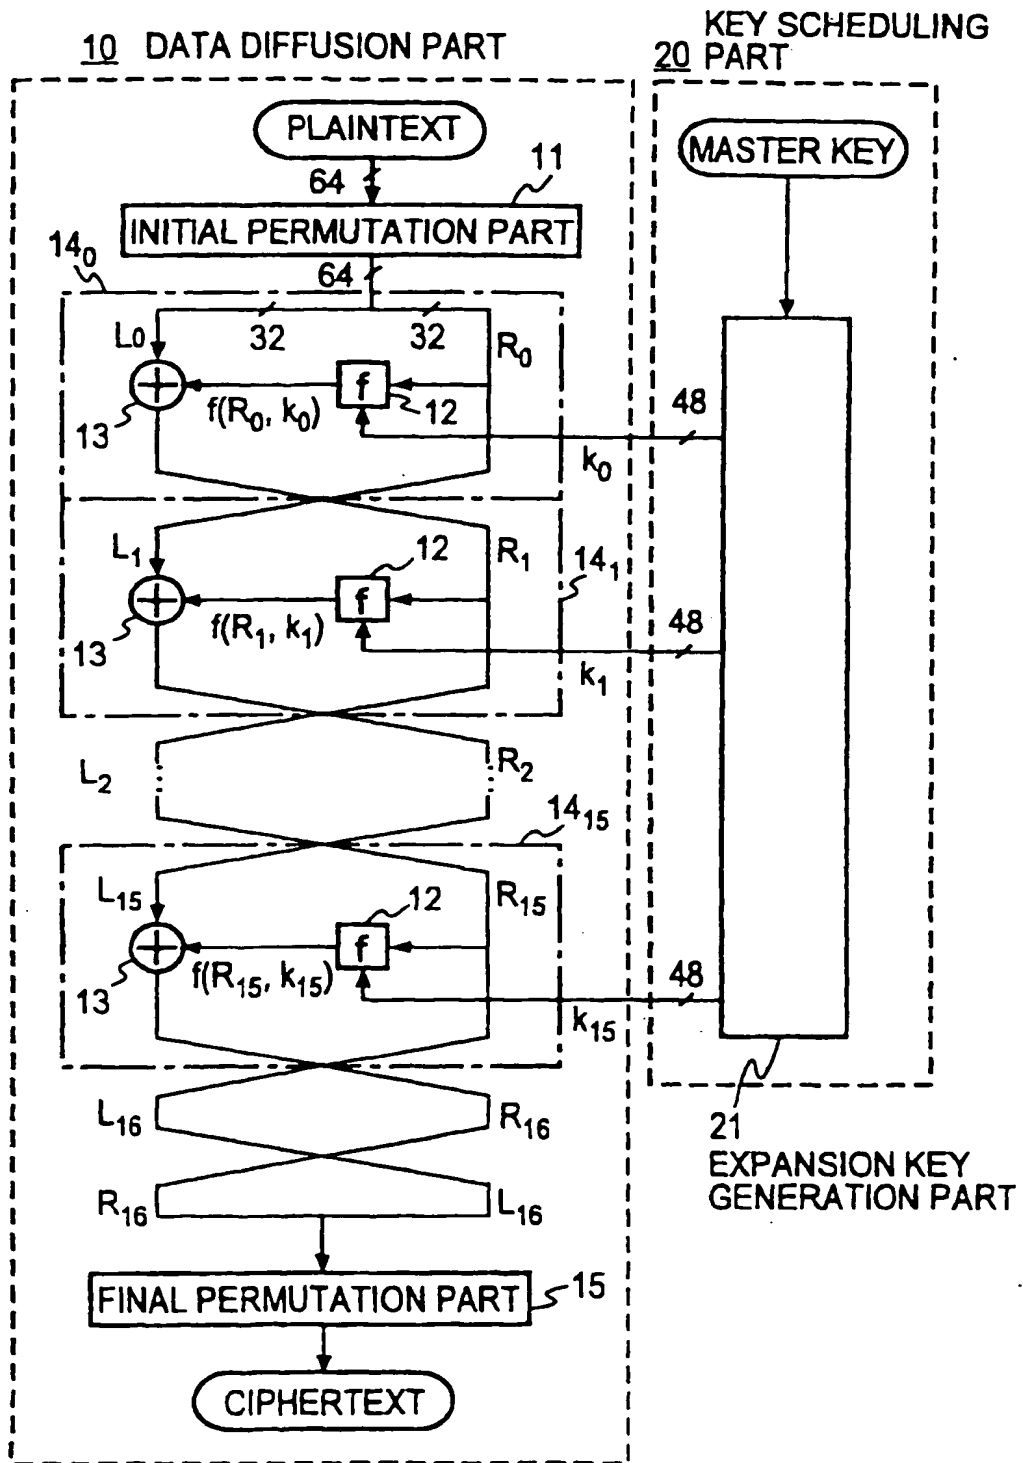 10 DATA DIFFUSION PART
KEY SCHEDULING
20 PART
PLAINTEXT
MASTER KEY
64
11
INITIAL PERMUTATION PART
14₀
64
L₀
32
32
R₀
f
12
13
f(R₀, k₀)
48
k₀
L₁
12
R₁
14₁
f
13
f(R₁, k₁)
48
k₁
L₂
R₂
14₁₅
L₁₅
12
R₁₅
f
13
f(R₁₅, k₁₅)
48
k₁₅
L₁₆
R₁₆
21
EXPANSION KEY
GENERATION PART
R₁₆
L₁₆
FINAL PERMUTATION PART
15
CIPHERTEXT